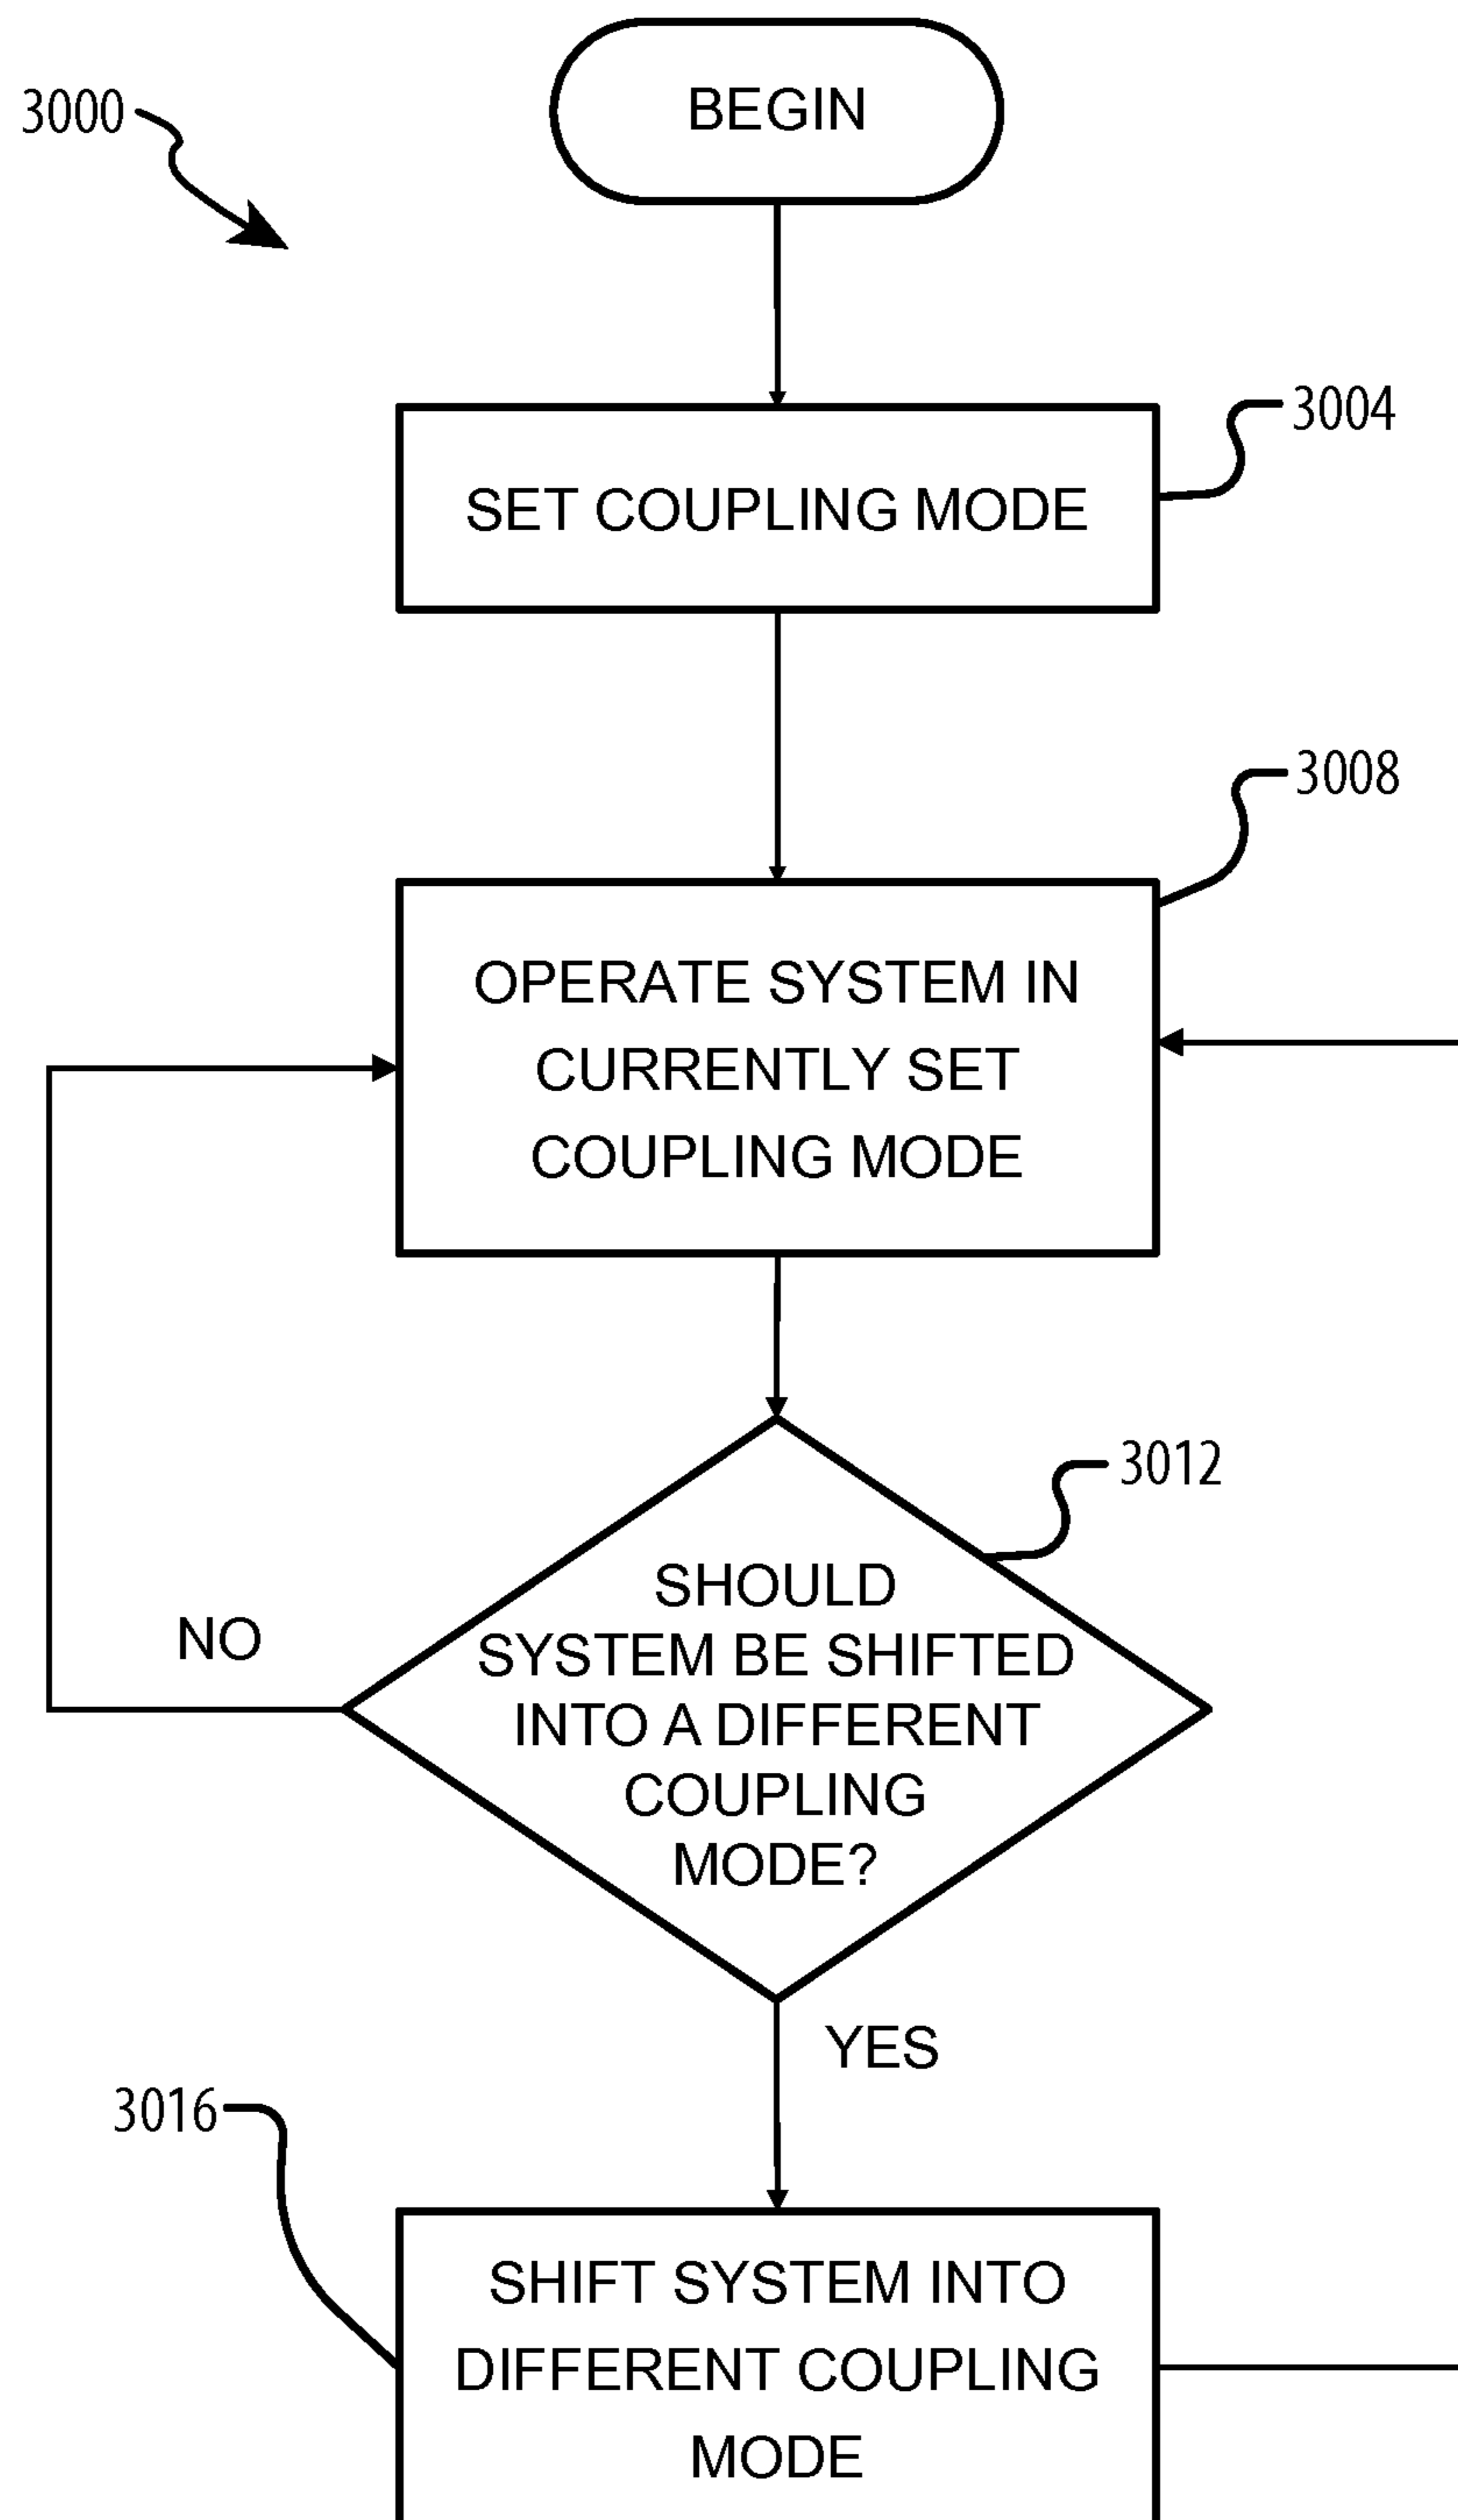 BEGIN
3000
3004
SET COUPLING MODE
3008
OPERATE SYSTEM IN
CURRENTLY SET
COUPLING MODE
3012
SHOULD
SYSTEM BE SHIFTED
INTO A DIFFERENT
COUPLING
MODE?
NO
YES
3016
SHIFT SYSTEM INTO
DIFFERENT COUPLING
MODE